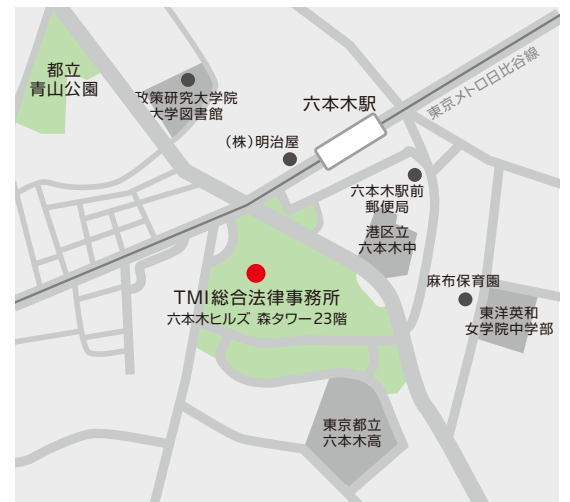 都立
青山公園
政策研究大学院
大学図書館
六本木駅
東京メトロ日比谷線
(株)明治屋
六本木駅前
郵便局
港区立
六本木中
麻布保育園
東洋英和
女学院中学部
TMI総合法律事務所
六本木ヒルズ 森タワー23階
東京都立
六本木高